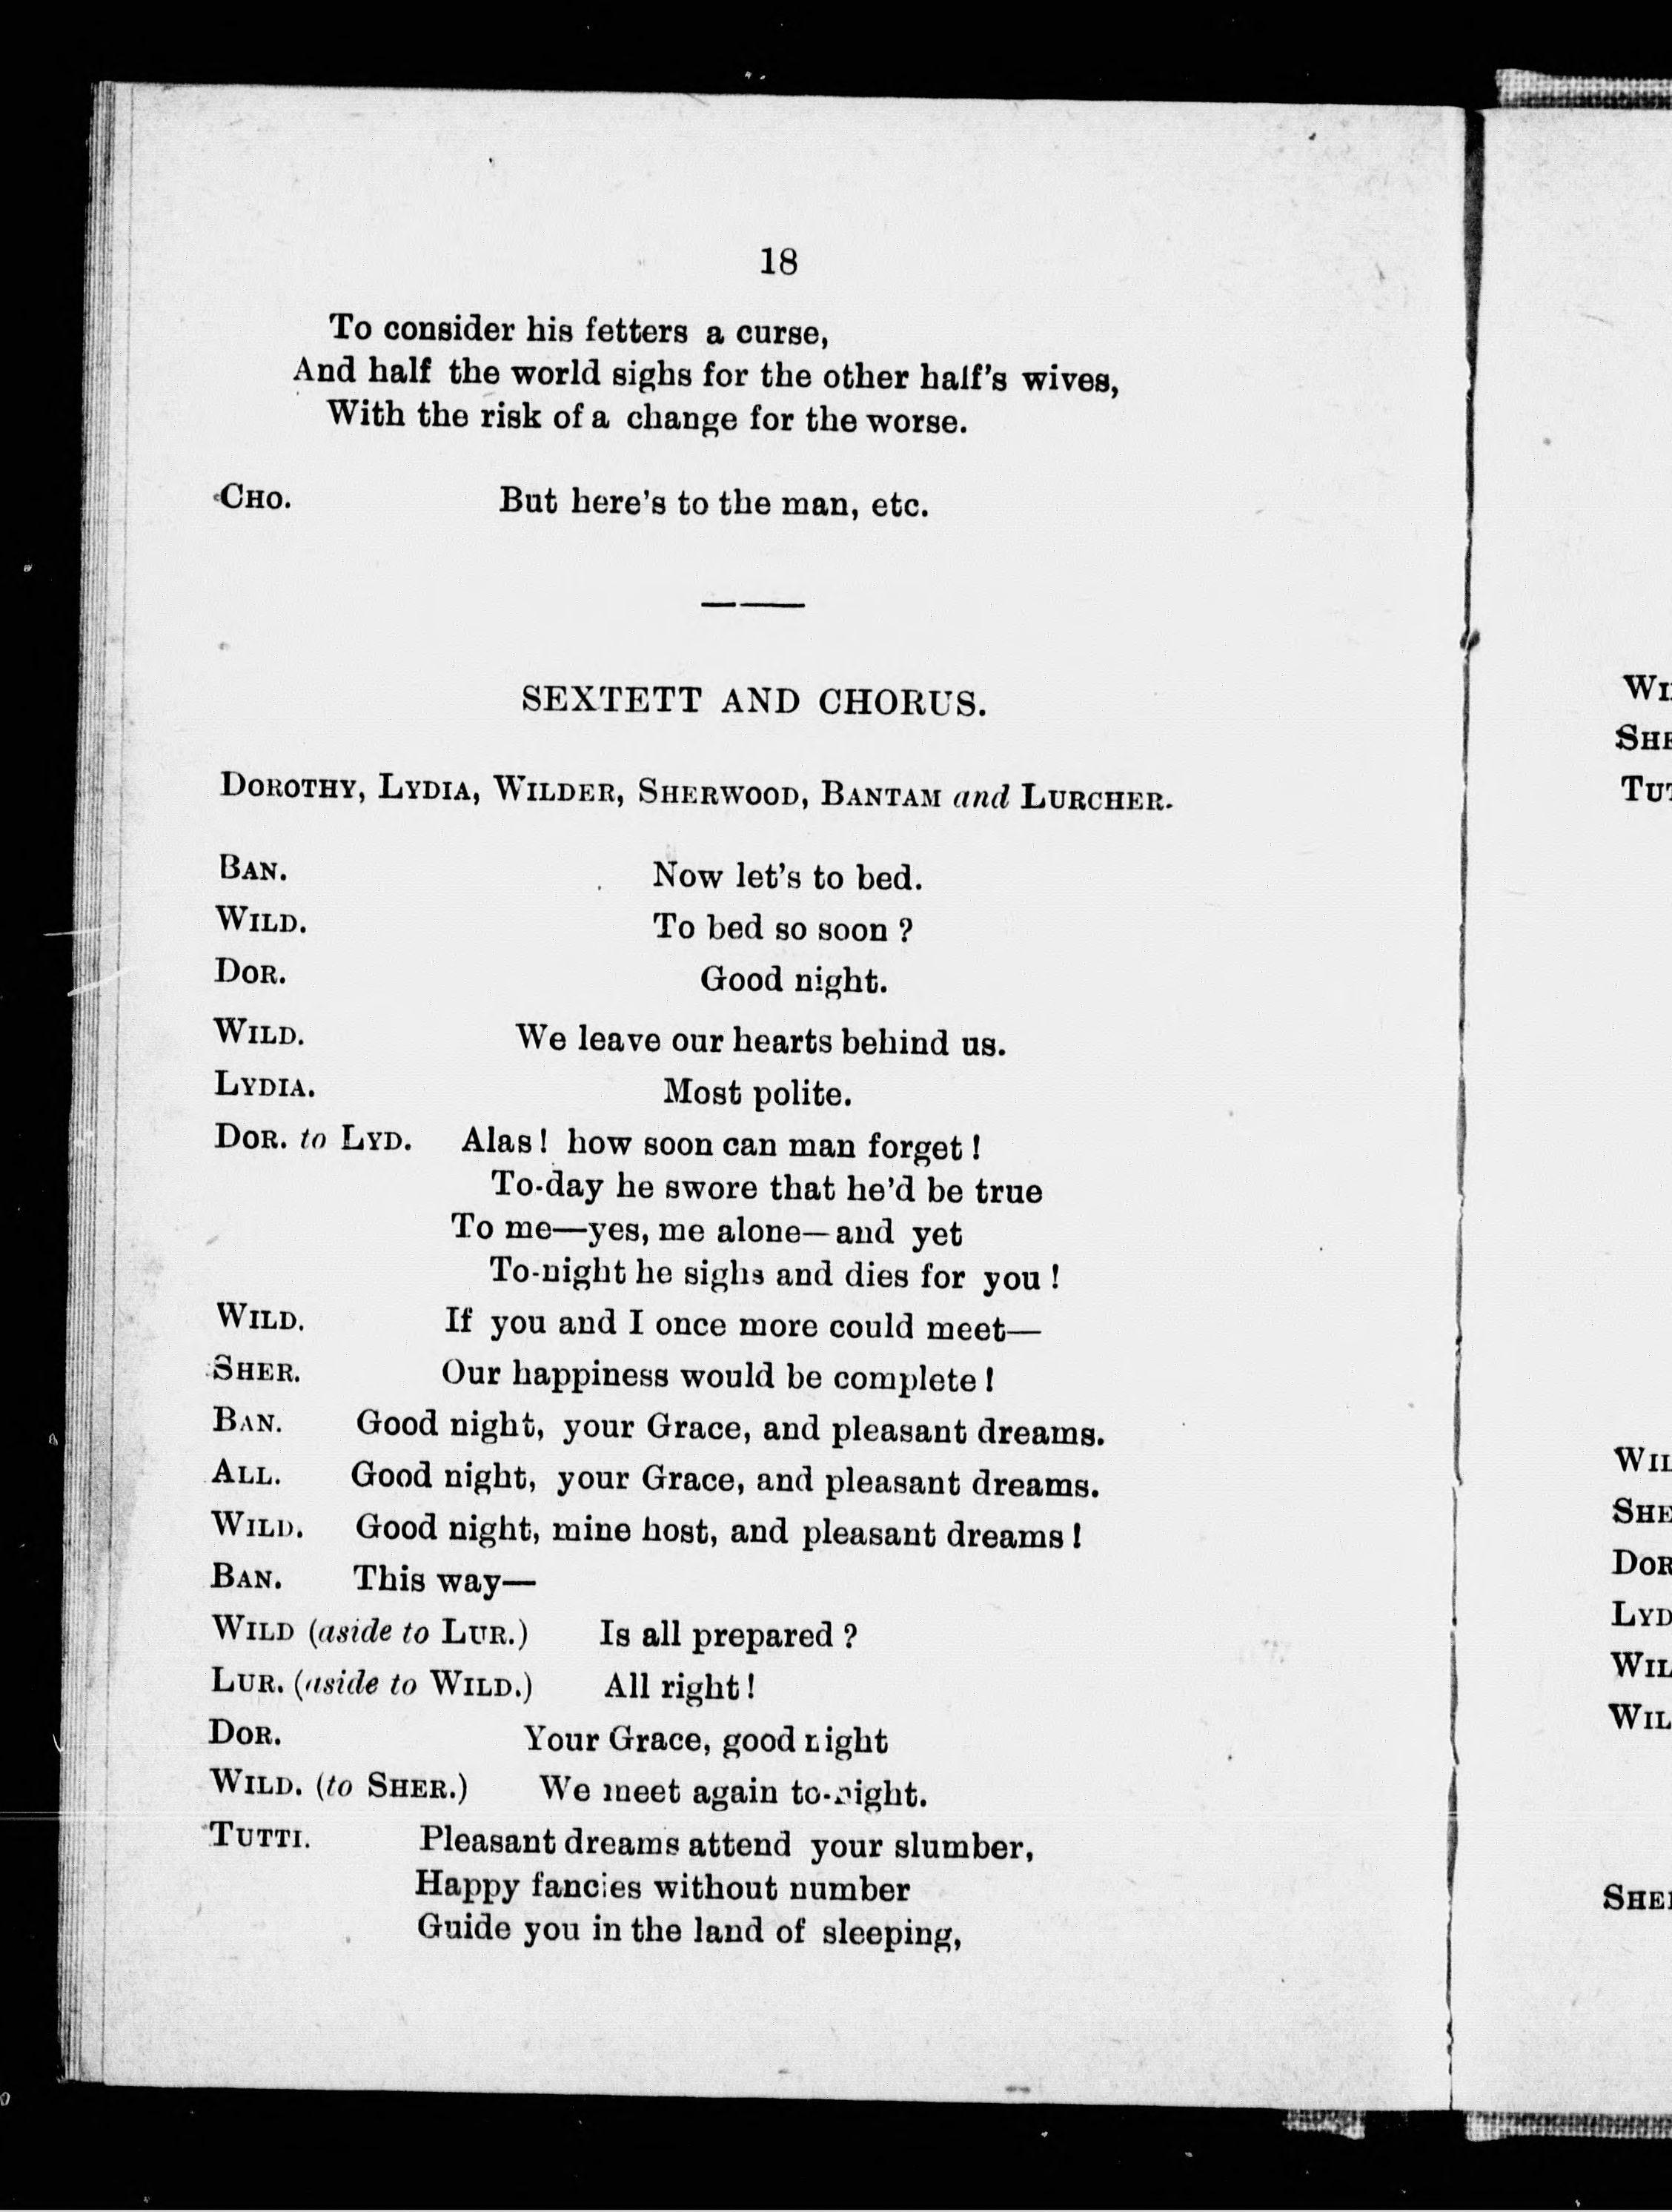 18
To consider his fetters a curse,
And half the world sighs for the other half's wives,
With the risk of a change for the worse.
CHO. But here's to the man, etc.
SEXTETT AND CHORUS.
DOROTHY, LYDIA, WILDER, SHERWOOD, BANTAM and LURCHER.
BAN. Now let's to bed.
WILD. To bed so soon ?
DOR. Good night.
WILD. We leave our hearts behind us.
LYDIA. Most polite.
DOR. to LYD. Alas! how soon can man forget !
To-day he swore that he'd be true
To me—yes, me alone—and yet
To-night he sighs and dies for you !
WILD. If you and I once more could meet—
SHER. Our happiness would be complete !
BAN. Good night, your Grace, and pleasant dreams.
ALL. Good night, your Grace, and pleasant dreams.
WILD. Good night, mine host, and pleasant dreams !
BAN. This way—
WILD (aside to LUR.) Is all prepared ?
LUR. (aside to WILD.) All right !
DOR. Your Grace, good night
WILD. (to SHER.) We meet again to-night.
TUTTI. Pleasant dreams attend your slumber,
Happy fancies without number
Guide you in the land of sleeping,